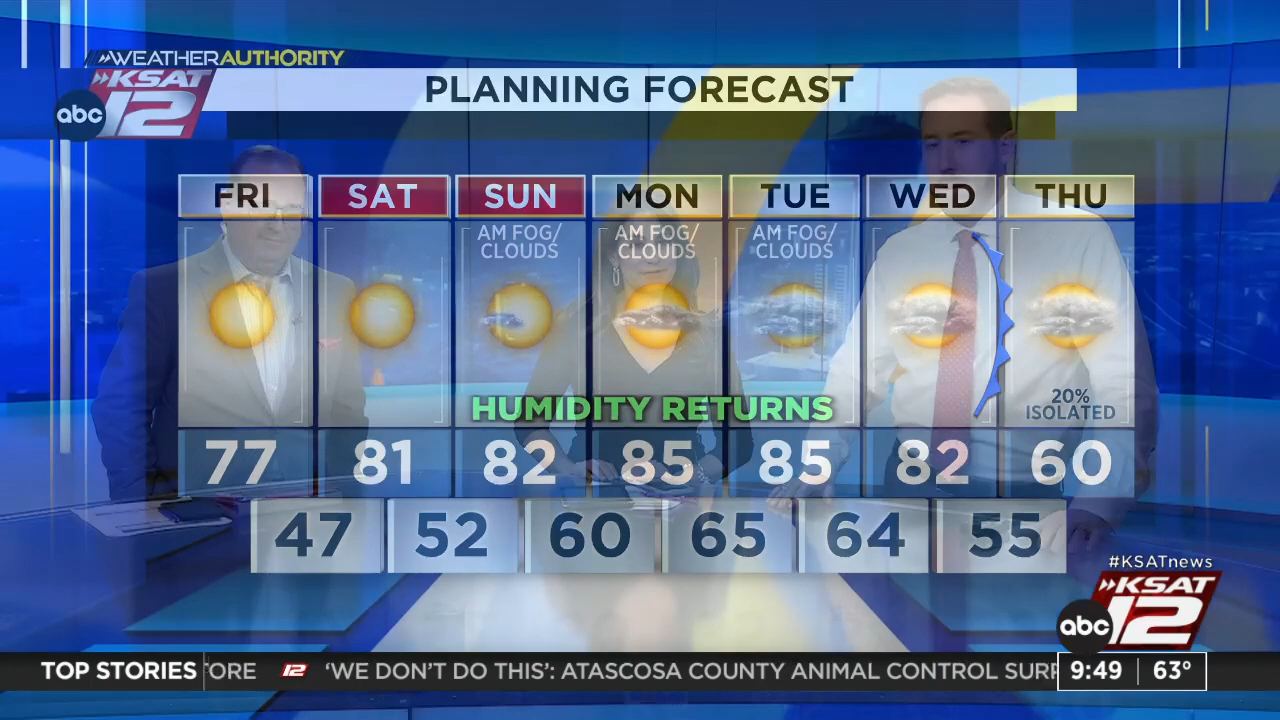 WEATHERAUTHORITY
KSAT
abc 12
PLANNING FORECAST
FRI SAT SUN MON TUE WED THU
AM FOG/ CLOUDS
AM FOG/ CLOUDS
AM FOG/ CLOUDS
20% ISOLATED
HUMIDITY RETURNS
77 81 82 85 85 82 60
47 52 60 65 64 55
#KSATnews
KSAT
abc 12
TOP STORIES ORE 12 ‘WE DON’T DO THIS’: ATASCOSA COUNTY ANIMAL CONTROL 9:49 63°